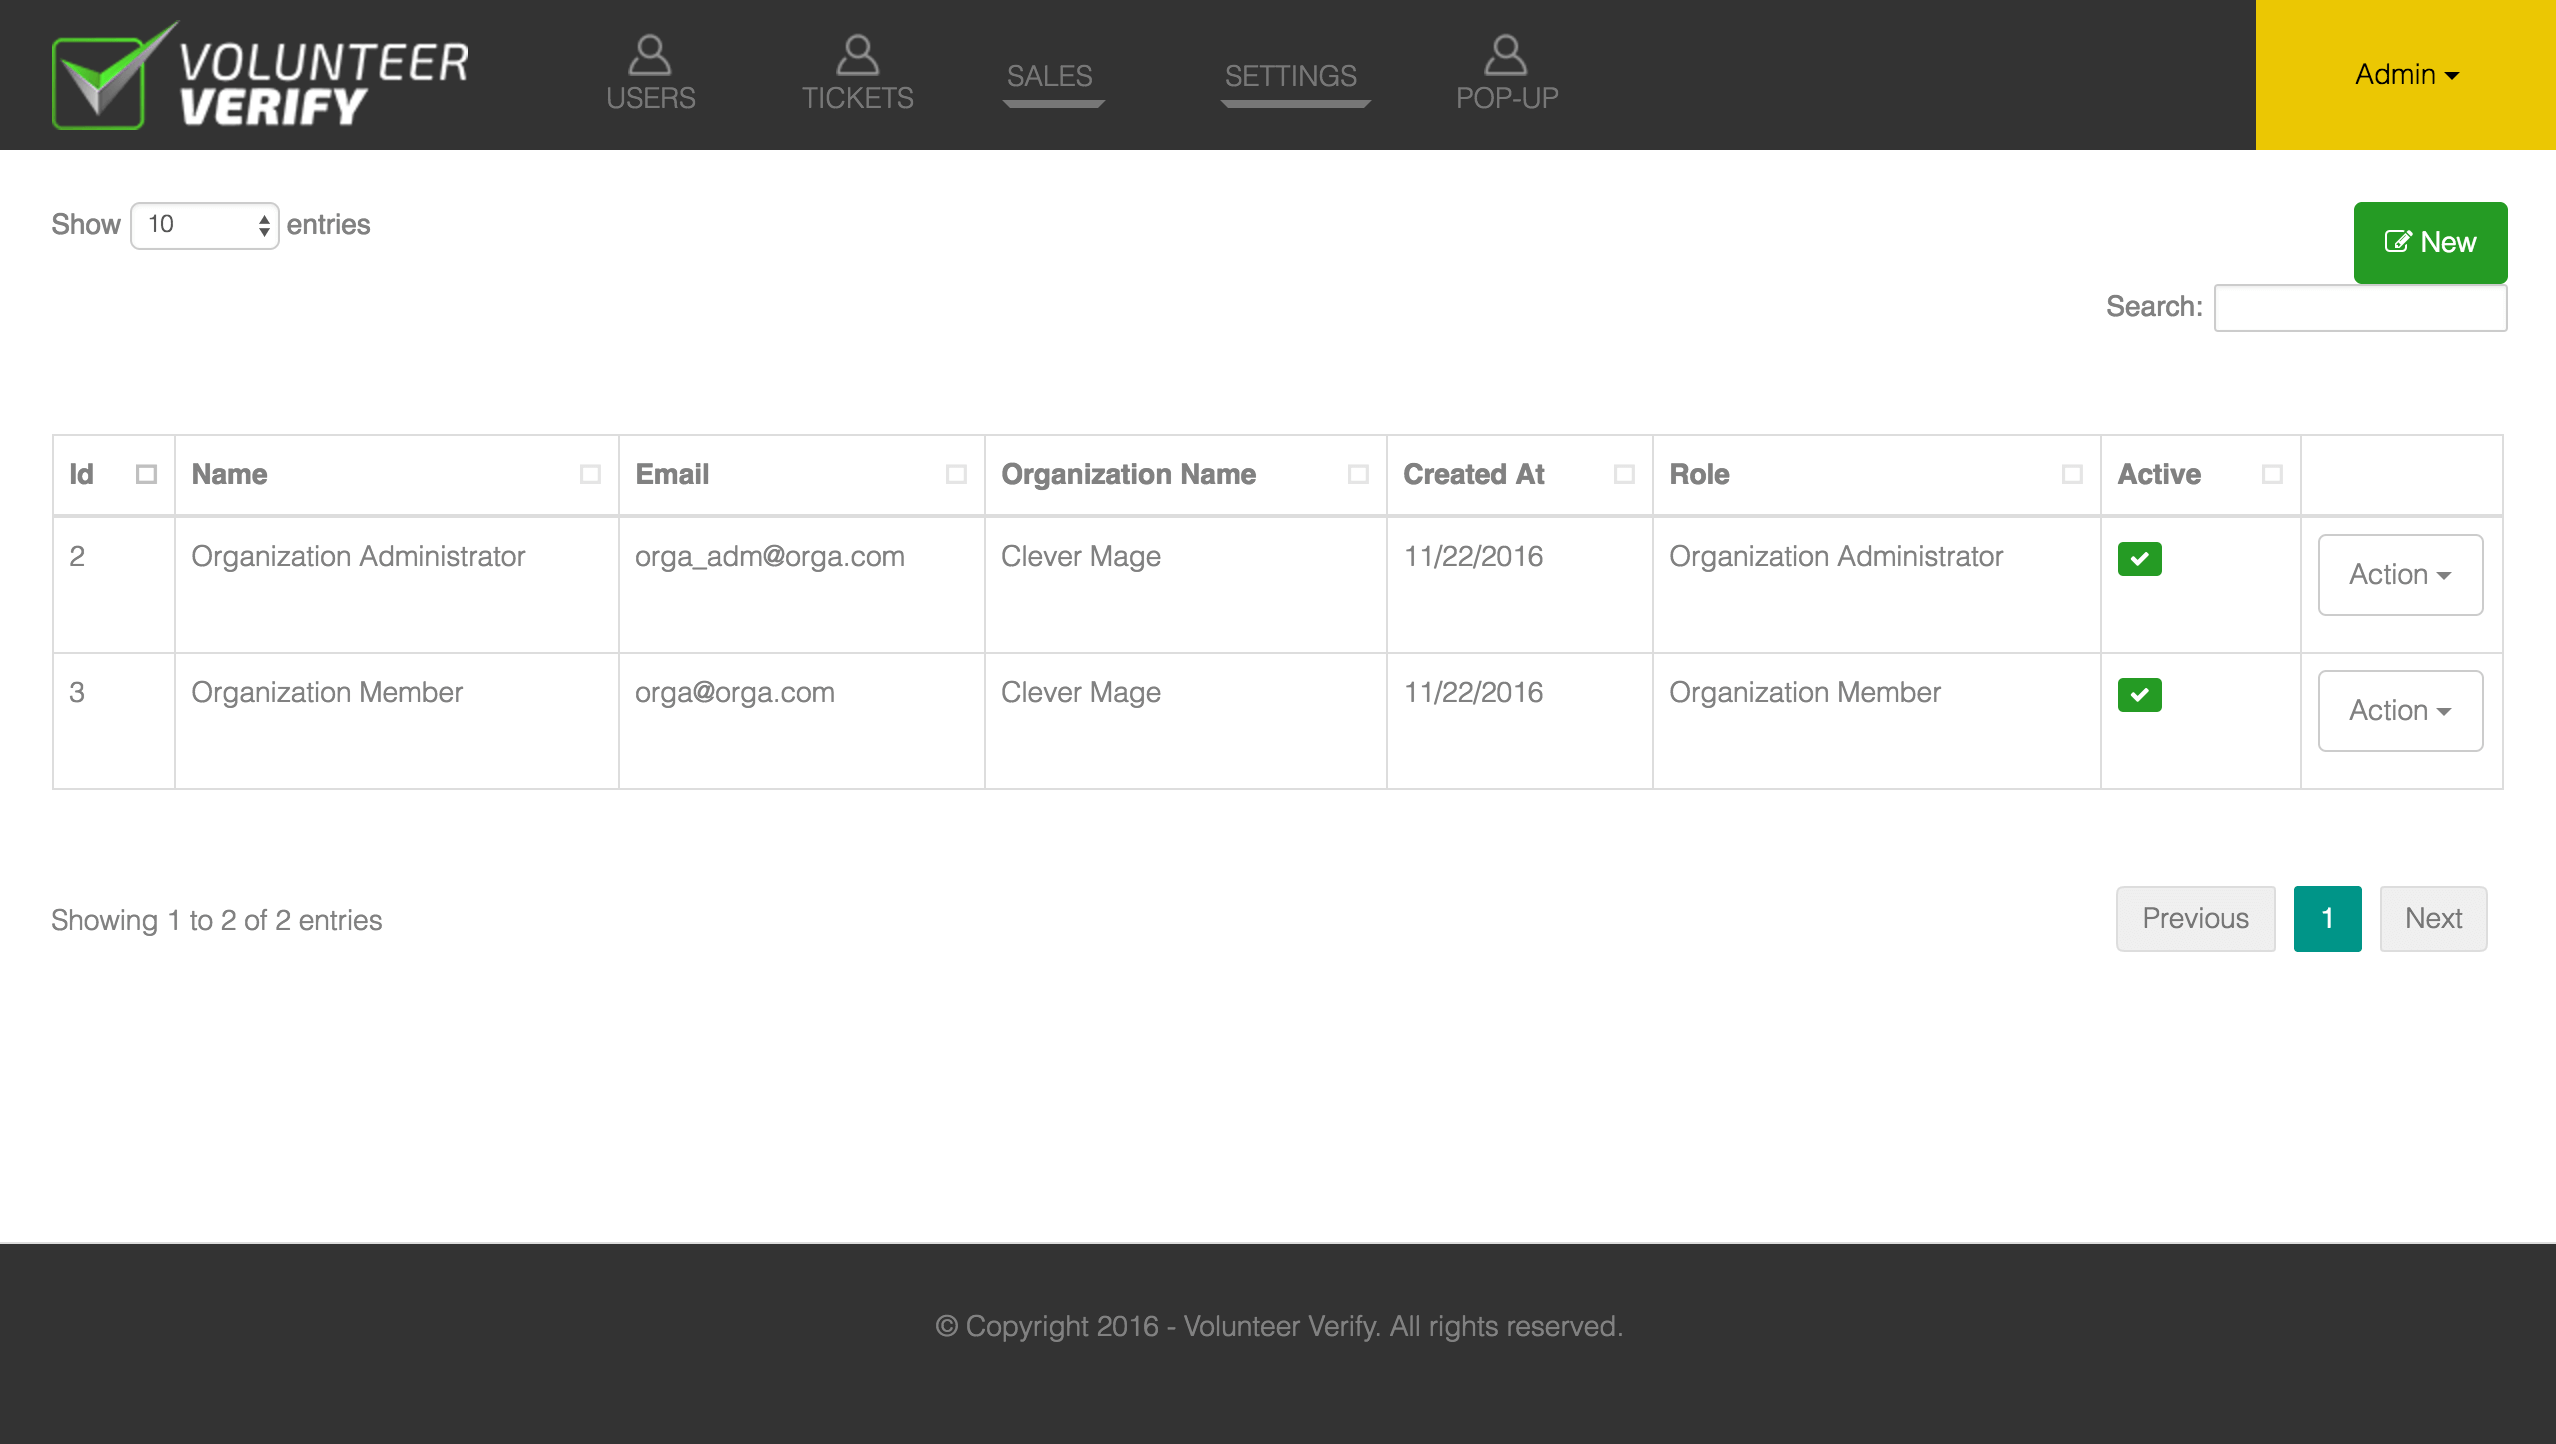 VOLUNTEER
VERIFY
USERS
TICKETS
SALES
SETTINGS
POP-UP
Admin
Show 10 entries
New
Search:
Id Name Email Organization Name Created At Role Active
2 Organization Administrator orga_adm@orga.com Clever Mage 11/22/2016 Organization Administrator Action
3 Organization Member orga@orga.com Clever Mage 11/22/2016 Organization Member Action
Showing 1 to 2 of 2 entries
Previous 1 Next
© Copyright 2016 - Volunteer Verify. All rights reserved.